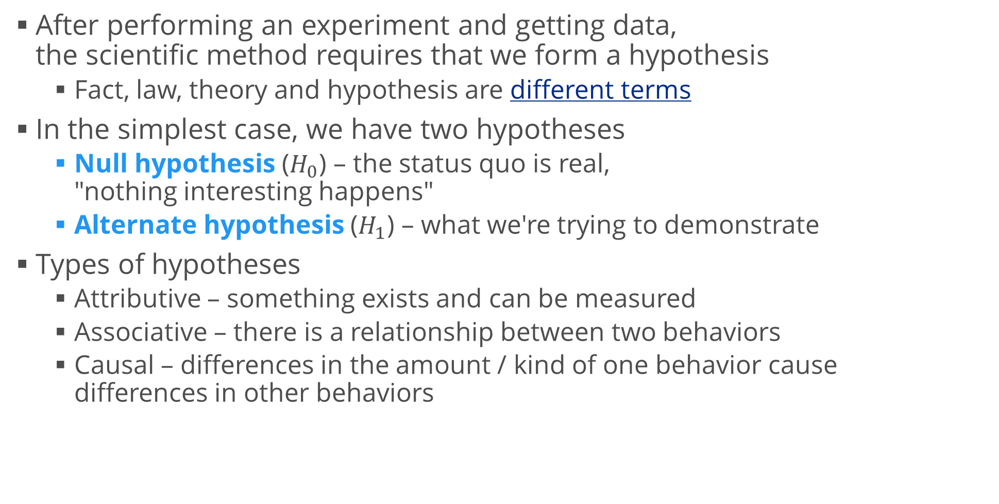 ▪ After performing an experiment and getting data,
the scientific method requires that we form a hypothesis
▪ Fact, law, theory and hypothesis are different terms
▪ In the simplest case, we have two hypotheses
▪ Null hypothesis (H₀) – the status quo is real,
"nothing interesting happens"
▪ Alternate hypothesis (H₁) – what we're trying to demonstrate
▪ Types of hypotheses
▪ Attributive – something exists and can be measured
▪ Associative – there is a relationship between two behaviors
▪ Causal – differences in the amount / kind of one behavior cause
differences in other behaviors